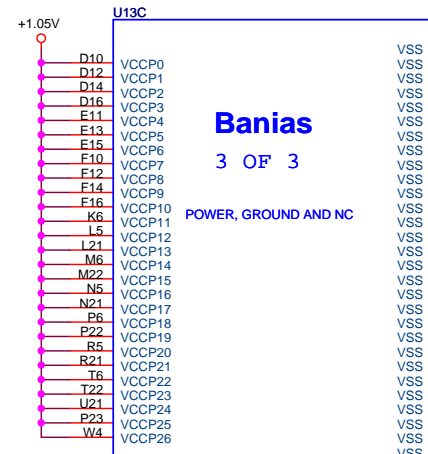 U13C
+1.05V
VSS
D10 VCCP0 VSS
D12 VCCP1 VSS
D14 VCCP2 VSS
D16 VCCP3 VSS
E11 VCCP4 VSS
E13 VCCP5 VSS
E15 VCCP6 VSS
F10 VCCP7 VSS
F12 VCCP8 VSS
F14 VCCP9 VSS
F16 VCCP10 VSS
K6 VCCP11 VSS
L5 VCCP12 VSS
L21 VCCP13 VSS
M6 VCCP14 VSS
M22 VCCP15 VSS
N5 VCCP16 VSS
N21 VCCP17 VSS
P6 VCCP18 VSS
P22 VCCP19 VSS
R5 VCCP20 VSS
R21 VCCP21 VSS
T6 VCCP22 VSS
T22 VCCP23 VSS
U21 VCCP24 VSS
P23 VCCP25 VSS
W4 VCCP26 VSS
VSS
Banias
3 OF 3
POWER, GROUND AND NC